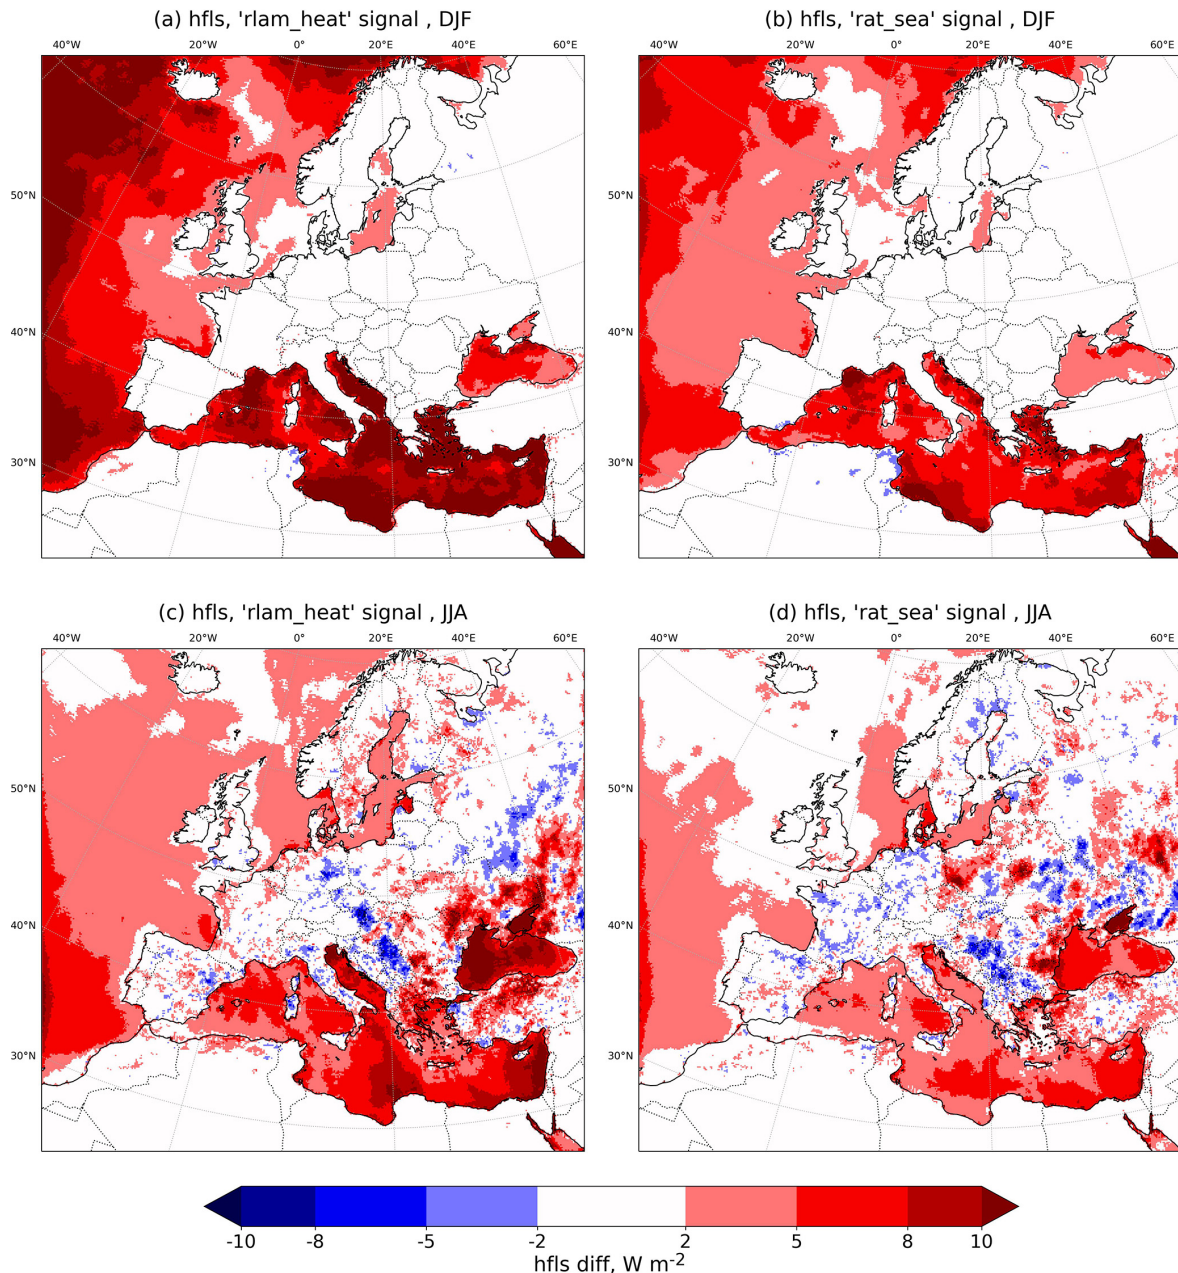 (a) hfls, 'rlam_heat' signal , DJF
(b) hfls, 'rat_sea' signal , DJF
40°W 20°W 0° 20°E 40°E 60°E
40°W 20°W 0° 20°E 40°E 60°E
50°N
50°N
40°N
40°N
30°N
30°N
(c) hfls, 'rlam_heat' signal , JJA
(d) hfls, 'rat_sea' signal , JJA
40°W 20°W 0° 20°E 40°E 60°E
40°W 20°W 0° 20°E 40°E 60°E
50°N
50°N
40°N
40°N
30°N
30°N
-10 -8 -5 -2 2 5 8 10
hfls diff, W m⁻²